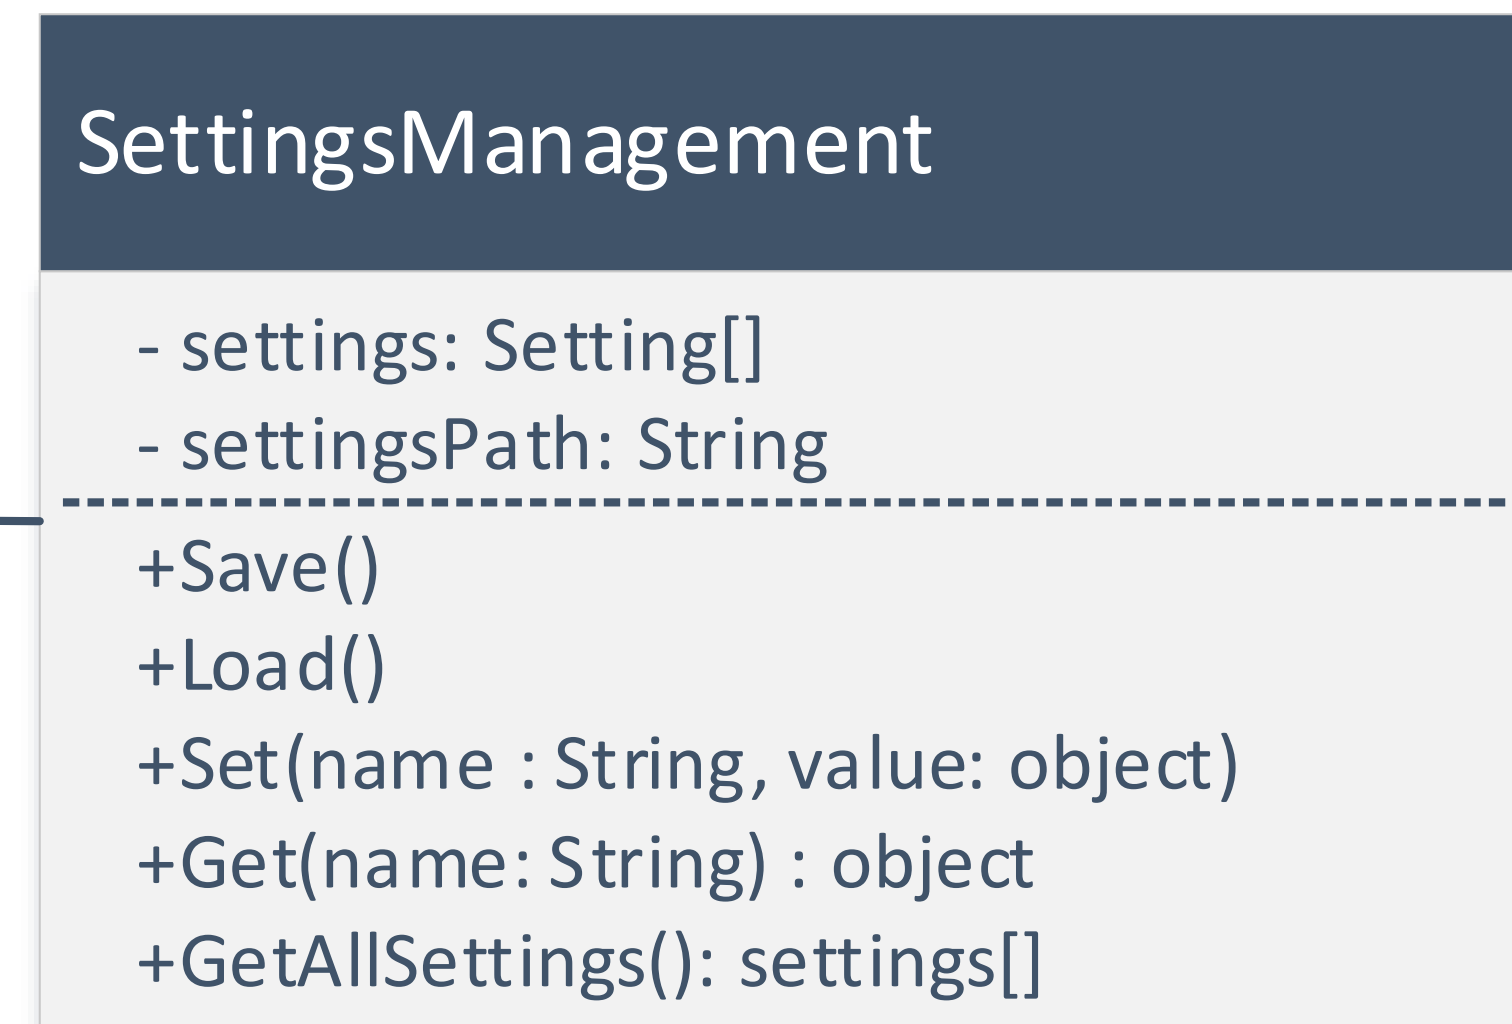 SettingsManagement
- settings: Setting[]
- settingsPath: String
+Save()
+Load()
+Set(name : String, value: object)
+Get(name: String) : object
+GetAllSettings(): settings[]